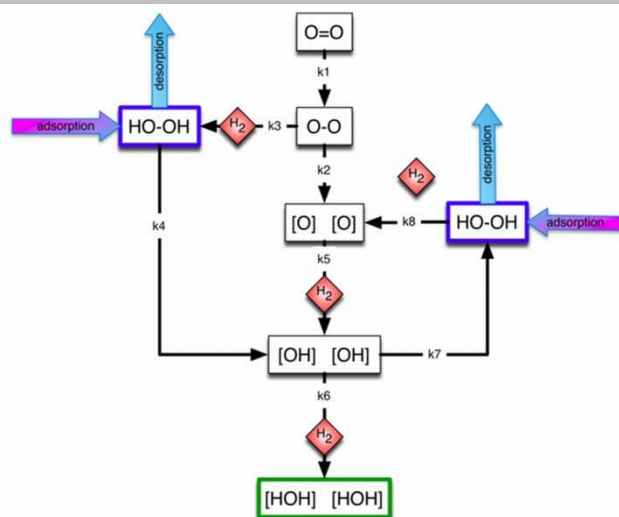 O=O
k1
desorption
adsorption
HO-OH
H2
k3
O-O
k2
H2
desorption
k4
[O] [O]
k8
HO-OH
adsorption
k5
H2
[OH] [OH]
k7
k6
H2
[HOH] [HOH]